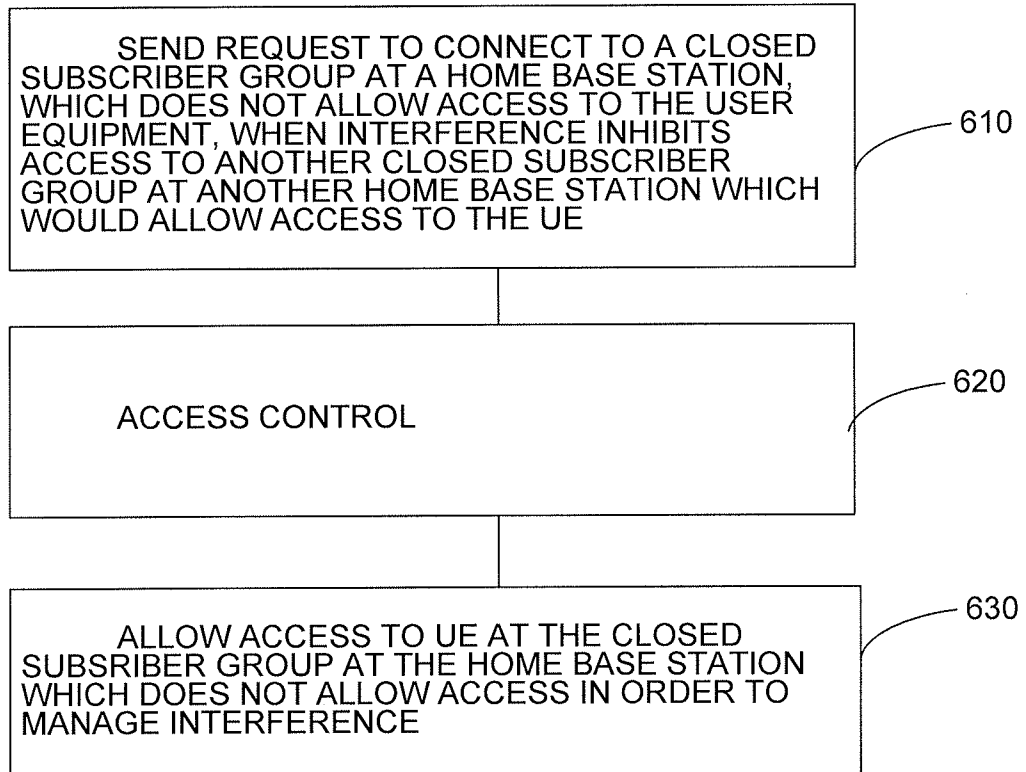 SEND REQUEST TO CONNECT TO A CLOSED
SUBSCRIBER GROUP AT A HOME BASE STATION,
WHICH DOES NOT ALLOW ACCESS TO THE USER
EQUIPMENT, WHEN INTERFERENCE INHIBITS
ACCESS TO ANOTHER CLOSED SUBSCRIBER
GROUP AT ANOTHER HOME BASE STATION WHICH
WOULD ALLOW ACCESS TO THE UE
610
ACCESS CONTROL
620
ALLOW ACCESS TO UE AT THE CLOSED
SUBSRIBER GROUP AT THE HOME BASE STATION
WHICH DOES NOT ALLOW ACCESS IN ORDER TO
MANAGE INTERFERENCE
630